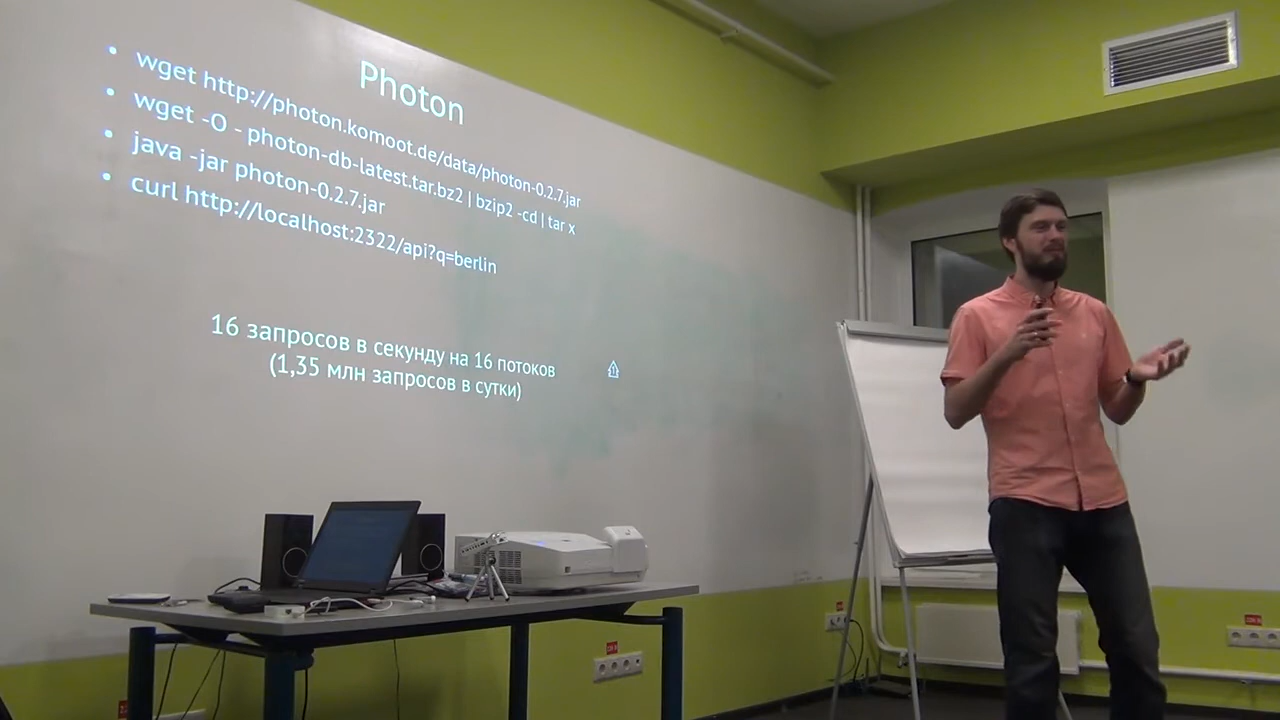 Photon
• wget http://photon.komoot.de/data/photon-0.2.7.jar
• wget -O - photon-db-latest.tar.bz2 | bzip2 -cd | tar x
• java -jar photon-0.2.7.jar
• curl http://localhost:2322/api?q=berlin
16 запросов в секунду на 16 потоков
(1,35 млн запросов в сутки)